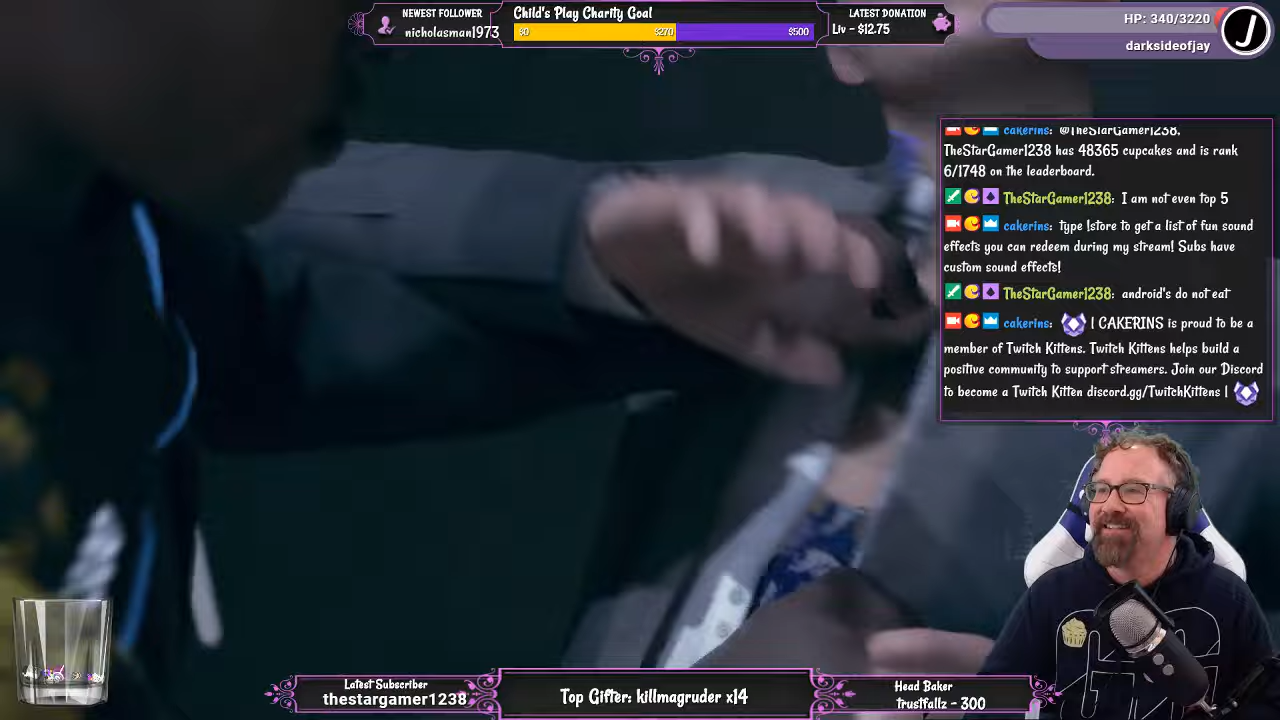 NEWEST FOLLOWER
nicholasman1973
Child's Play Charity Goal
$0 $270 $500
LATEST DONATION
Liv - $12.75
HP: 340/3220
darksideofjay
J
cakerins: @TheStarGamer1238,
TheStarGamer1238 has 48365 cupcakes and is rank
6/1748 on the leaderboard.
TheStarGamer1238: I am not even top 5
cakerins: type !store to get a list of fun sound
effects you can redeem during my stream! Subs have
custom sound effects!
TheStarGamer1238: android's do not eat
cakerins: | CAKERINS is proud to be a
member of Twitch Kittens. Twitch Kittens helps build a
positive community to support streamers. Join our Discord
to become a Twitch Kitten discord.gg/TwitchKittens |
Latest Subscriber
thestargamer1238
Top Gifter: killmagruder x14
Head Baker
trustfallz - 300